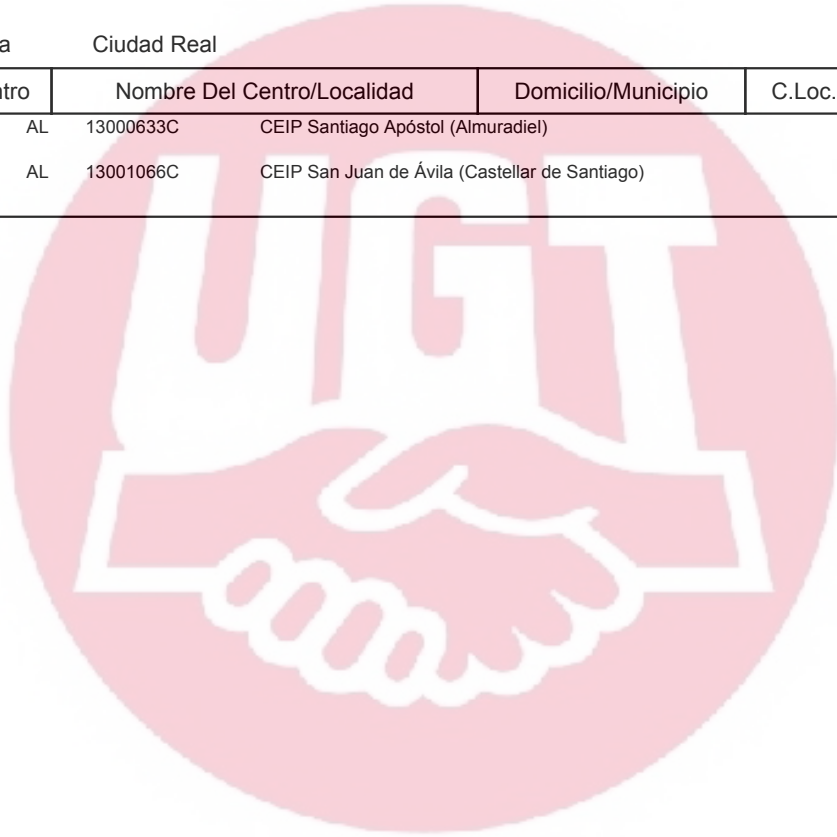 a Ciudad Real
ntro Nombre Del Centro/Localidad Domicilio/Municipio C.Loc.
AL 13000633C CEIP Santiago Apóstol (Almuradiel)
AL 13001066C CEIP San Juan de Ávila (Castellar de Santiago)
UGT